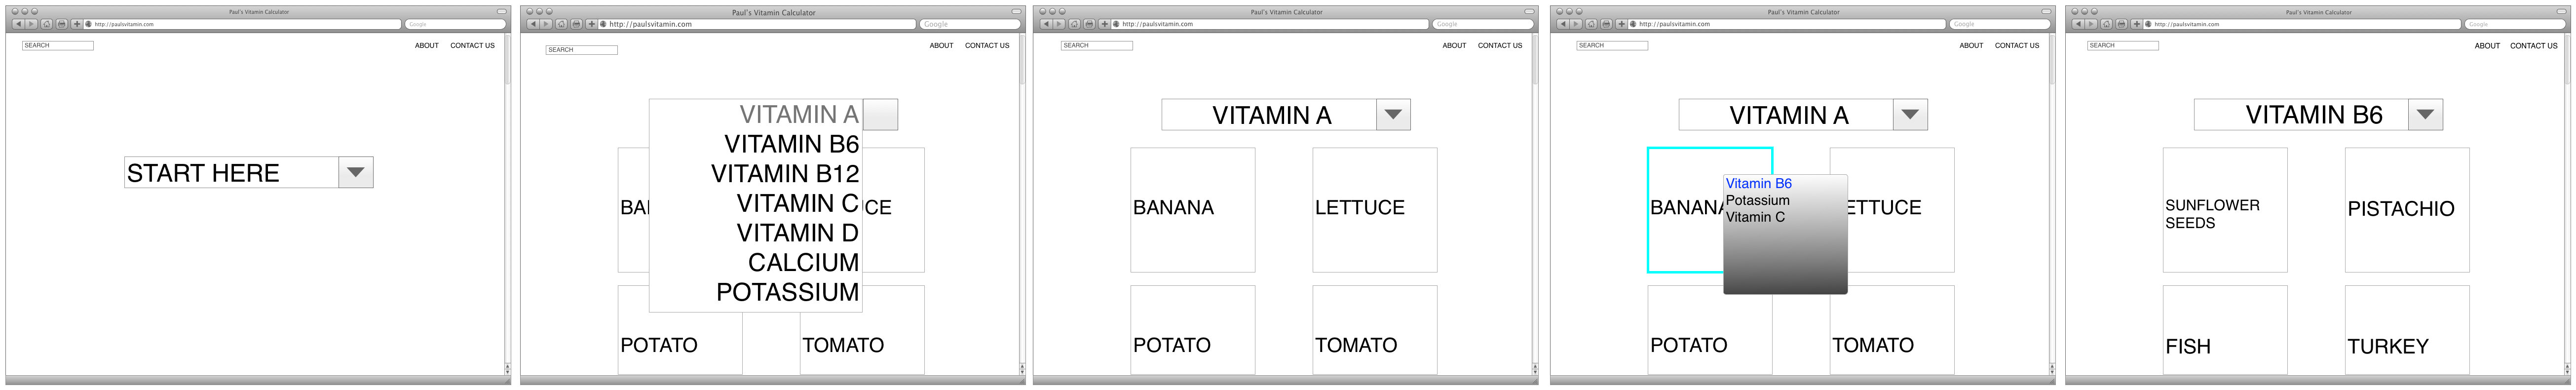 Paul's Vitamin Calculator
http://paulsvitamin.com
Google
SEARCH
ABOUT CONTACT US
START HERE
Paul's Vitamin Calculator
http://paulsvitamin.com
Google
SEARCH
ABOUT CONTACT US
VITAMIN A
VITAMIN B6
VITAMIN B12
VITAMIN C
VITAMIN D
CALCIUM
POTASSIUM
BA
CE
POTATO TOMATO
Paul's Vitamin Calculator
http://paulsvitamin.com
Google
SEARCH
ABOUT CONTACT US
VITAMIN A
BANANA LETTUCE
POTATO TOMATO
Paul's Vitamin Calculator
http://paulsvitamin.com
Google
SEARCH
ABOUT CONTACT US
VITAMIN A
BANANA ETTUCE
Vitamin B6
Potassium
Vitamin C
POTATO TOMATO
Paul's Vitamin Calculator
http://paulsvitamin.com
Google
SEARCH
ABOUT CONTACT US
VITAMIN B6
SUNFLOWER
SEEDS
PISTACHIO
FISH TURKEY